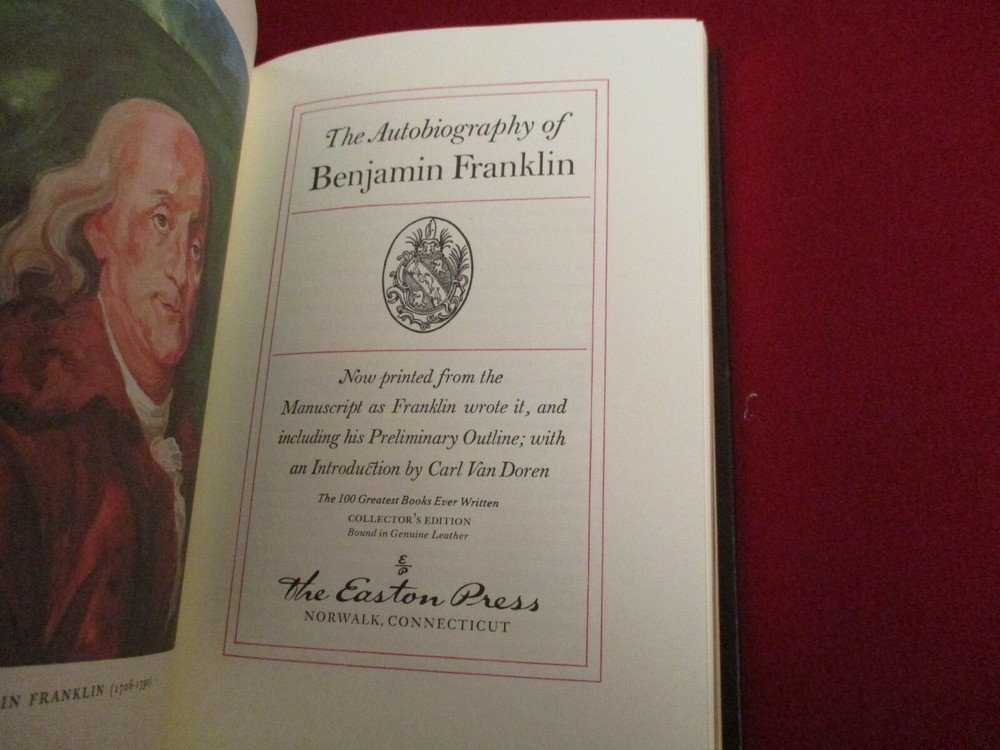 The Autobiography of
Benjamin Franklin
Now printed from the
Manuscript as Franklin wrote it, and
including his Preliminary Outline; with
an Introduction by Carl Van Doren
The 100 Greatest Books Ever Written
COLLECTOR'S EDITION
Bound in Genuine Leather
E
P
The Easton Press
NORWALK, CONNECTICUT
IN FRANKLIN (1706-1790)